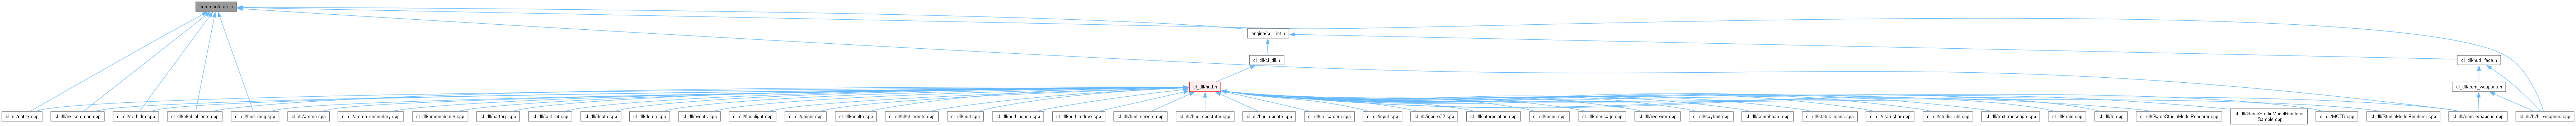 common/r_efx.h
engine/cdll_int.h
cl_dll/cl_dll.h
cl_dll/hud_iface.h
cl_dll/hud.h
cl_dll/com_weapons.h
cl_dll/entity.cpp
cl_dll/ev_common.cpp
cl_dll/ev_hldm.cpp
cl_dll/hl/hl_objects.cpp
cl_dll/hud_msg.cpp
cl_dll/ammo.cpp
cl_dll/ammo_secondary.cpp
cl_dll/ammohistory.cpp
cl_dll/battery.cpp
cl_dll/cdll_int.cpp
cl_dll/death.cpp
cl_dll/demo.cpp
cl_dll/events.cpp
cl_dll/flashlight.cpp
cl_dll/geiger.cpp
cl_dll/health.cpp
cl_dll/hl/hl_events.cpp
cl_dll/hud.cpp
cl_dll/hud_bench.cpp
cl_dll/hud_redraw.cpp
cl_dll/hud_servers.cpp
cl_dll/hud_spectator.cpp
cl_dll/hud_update.cpp
cl_dll/in_camera.cpp
cl_dll/input.cpp
cl_dll/inputw32.cpp
cl_dll/interpolation.cpp
cl_dll/menu.cpp
cl_dll/message.cpp
cl_dll/overview.cpp
cl_dll/saytext.cpp
cl_dll/scoreboard.cpp
cl_dll/status_icons.cpp
cl_dll/statusbar.cpp
cl_dll/studio_util.cpp
cl_dll/text_message.cpp
cl_dll/train.cpp
cl_dll/tri.cpp
cl_dll/GameStudioModelRenderer.cpp
cl_dll/GameStudioModelRenderer
_Sample.cpp
cl_dll/MOTD.cpp
cl_dll/StudioModelRenderer.cpp
cl_dll/com_weapons.cpp
cl_dll/hl/hl_weapons.cpp